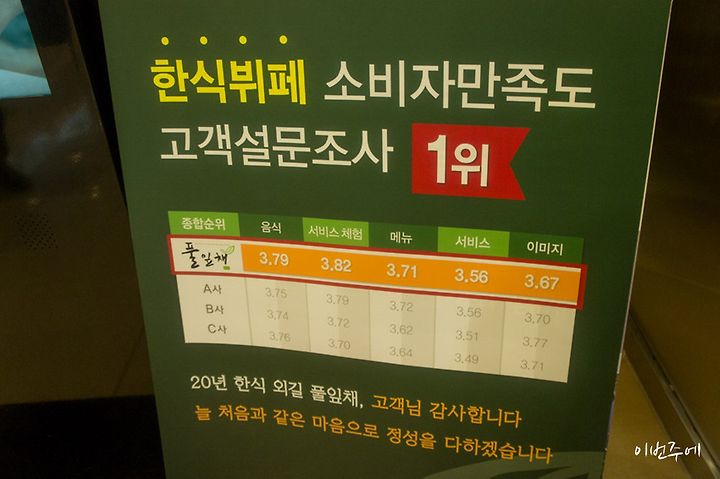 한식뷔페 소비자만족도
고객설문조사 1위
종합순위 음식 서비스 체험 메뉴 서비스 이미지
풀잎채 3.79 3.82 3.71 3.56 3.67
A사 3.75 3.79 3.72 3.56 3.70
B사 3.74 3.72 3.62 3.51 3.77
C사 3.76 3.70 3.64 3.49 3.71
20년 한식 외길 풀잎채, 고객님 감사합니다
늘 처음과 같은 마음으로 정성을 다하겠습니다
이번주에